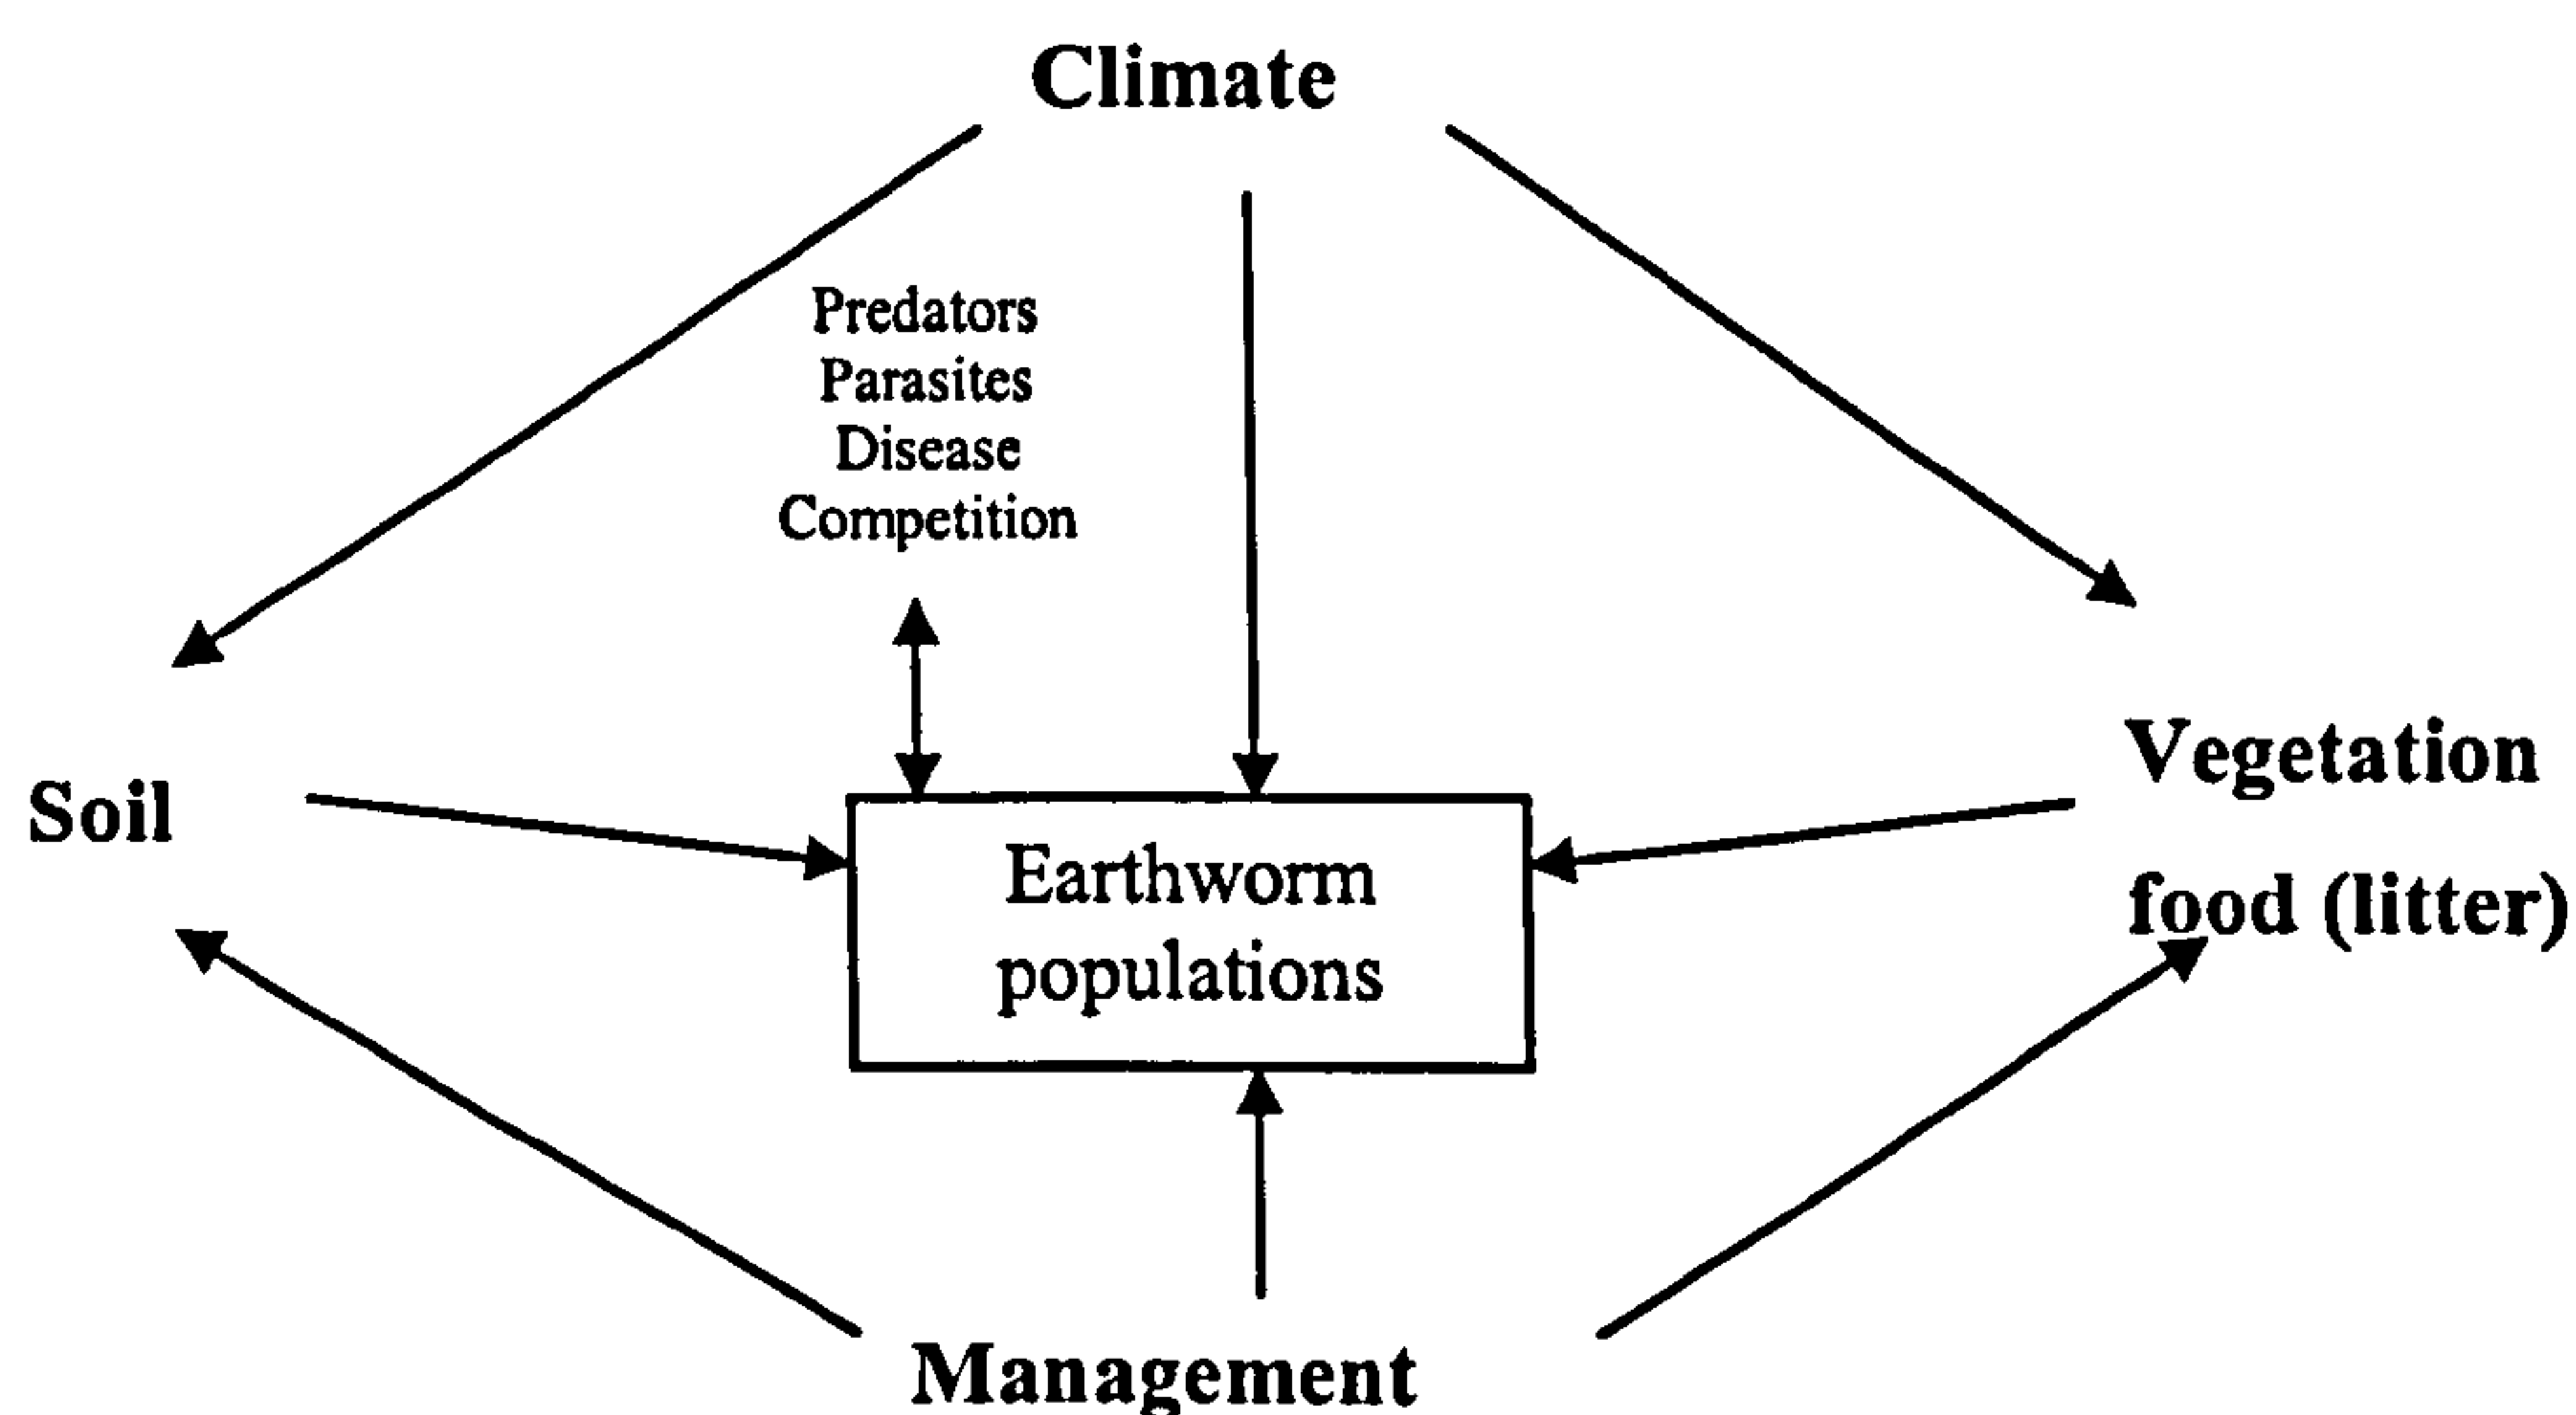 Climate
Predators
Parasites
Disease
Competition
Soil
Vegetation
food (litter)
Earthworm
populations
Management